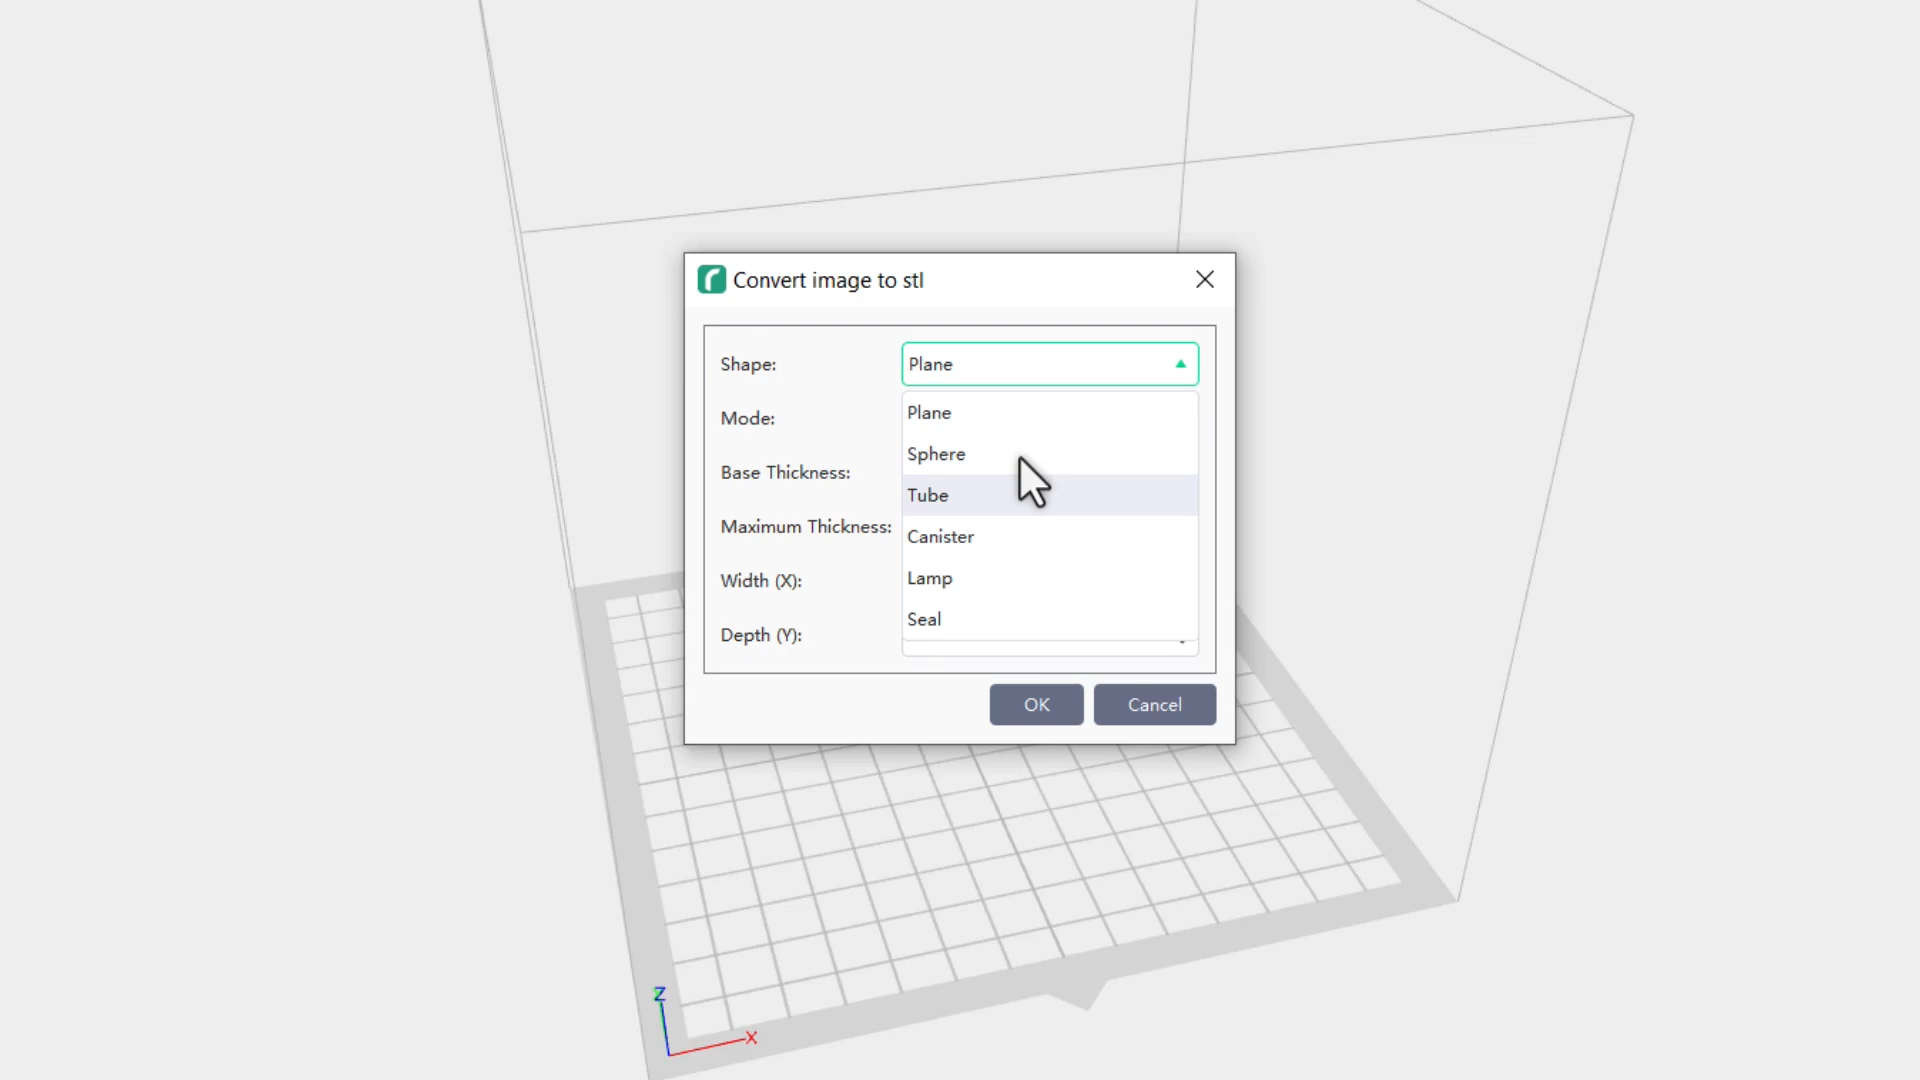 Convert image to stl
Shape:
Plane
Plane
Mode:
Sphere
Base Thickness:
Tube
Maximum Thickness:
Canister
Width (X):
Lamp
Seal
Depth (Y):
OK
Cancel
Z
X